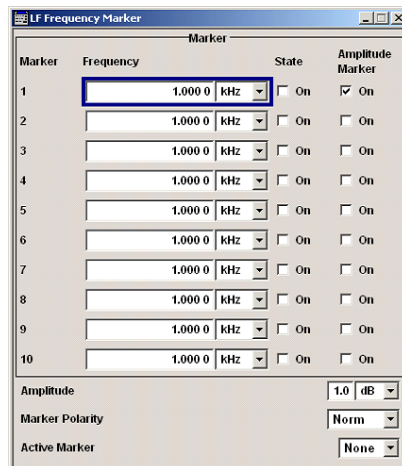 LF Frequency Marker
Marker
Marker Frequency State Amplitude Marker
1 1.000 0 kHz On On
2 1.000 0 kHz On On
3 1.000 0 kHz On On
4 1.000 0 kHz On On
5 1.000 0 kHz On On
6 1.000 0 kHz On On
7 1.000 0 kHz On On
8 1.000 0 kHz On On
9 1.000 0 kHz On On
10 1.000 0 kHz On On
Amplitude 1.0 dB
Marker Polarity Norm
Active Marker None